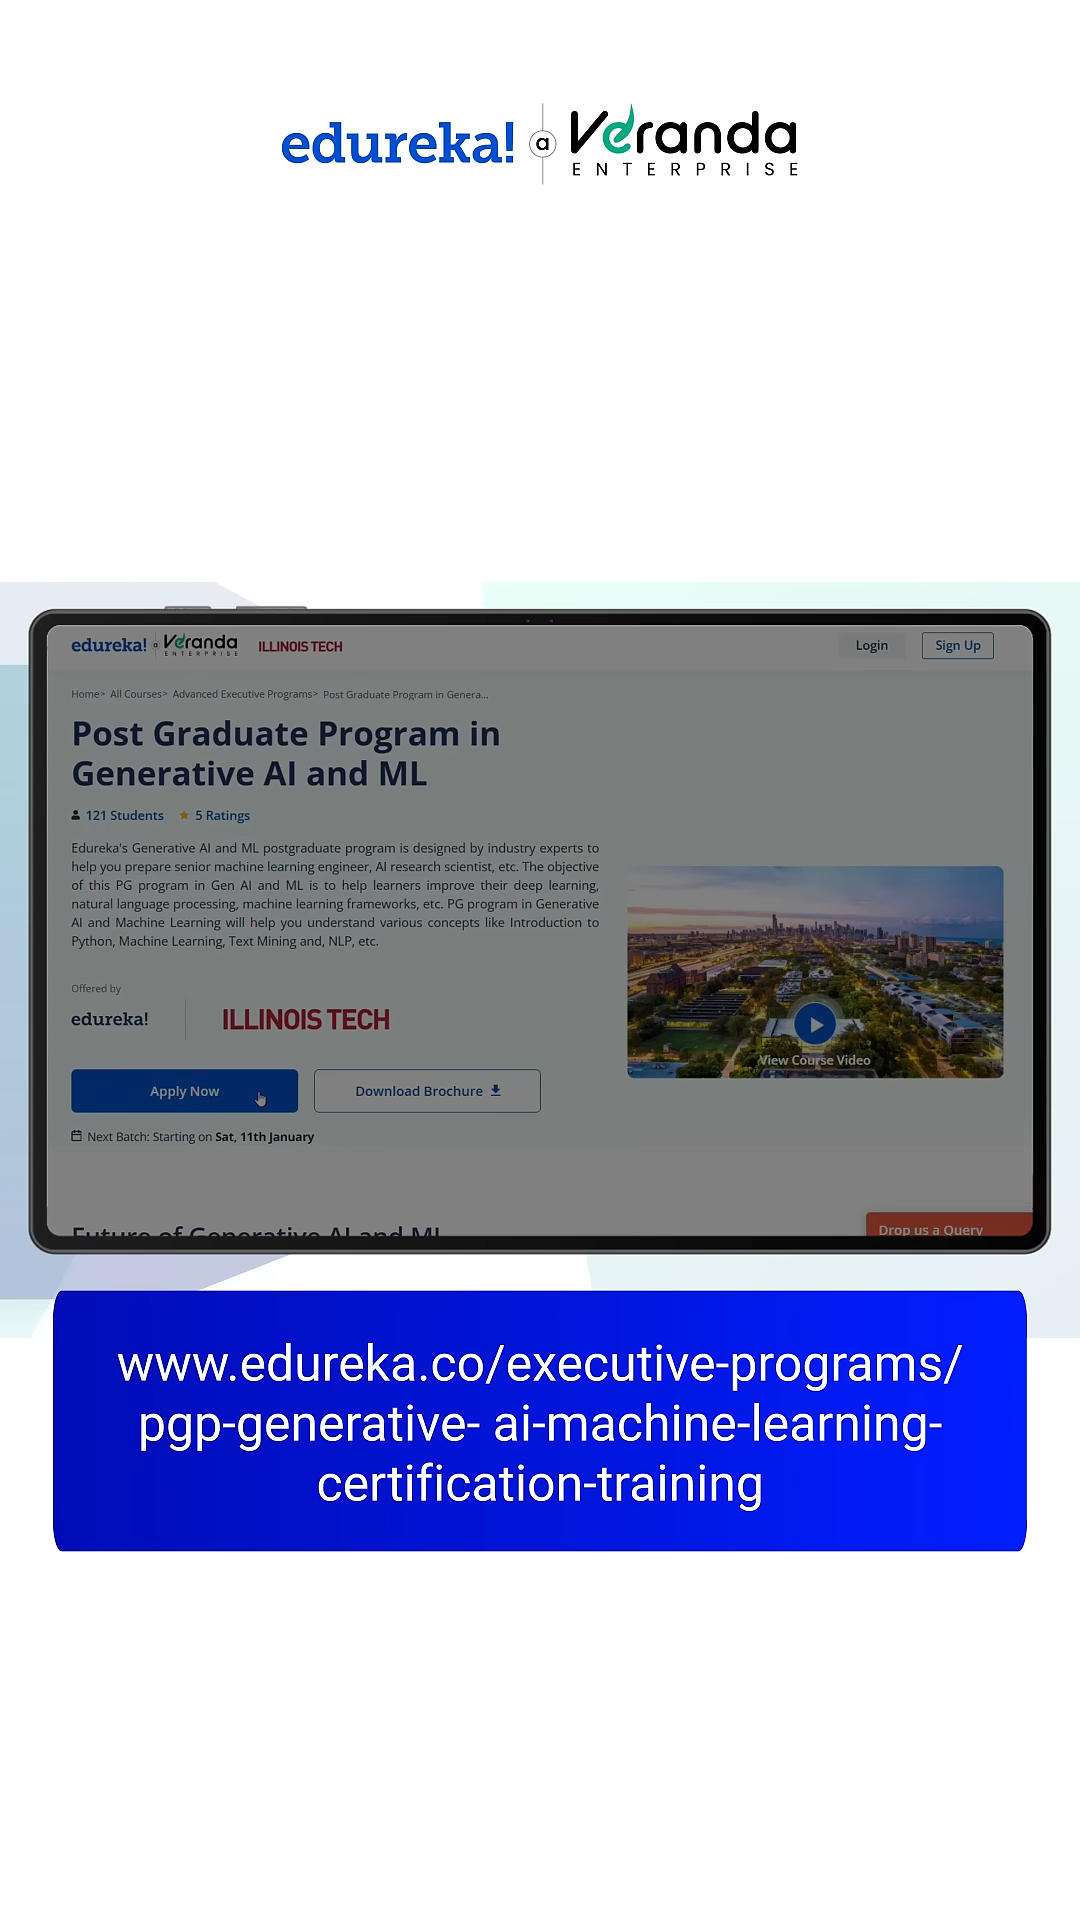 edureka! a Veranda
ENTERPRISE
edureka! a Veranda ILLINOIS TECH
ENTERPRISE
Login
Sign Up
Home> All Courses> Advanced Executive Programs> Post Graduate Program in Genera...
Post Graduate Program in
Generative AI and ML
121 Students 5 Ratings
Edureka's Generative AI and ML postgraduate program is designed by industry experts to
help you prepare senior machine learning engineer, AI research scientist, etc. The objective
of this PG program in Gen AI and ML is to help learners improve their deep learning,
natural language processing, machine learning frameworks, etc. PG program in Generative
AI and Machine Learning will help you understand various concepts like Introduction to
Python, Machine Learning, Text Mining and, NLP, etc.
Offered by
edureka! ILLINOIS TECH
View Course Video
Apply Now
Download Brochure
Next Batch: Starting on Sat, 11th January
Future of Generative AI and ML
Drop us a Query
www.edureka.co/executive-programs/
pgp-generative- ai-machine-learning-
certification-training